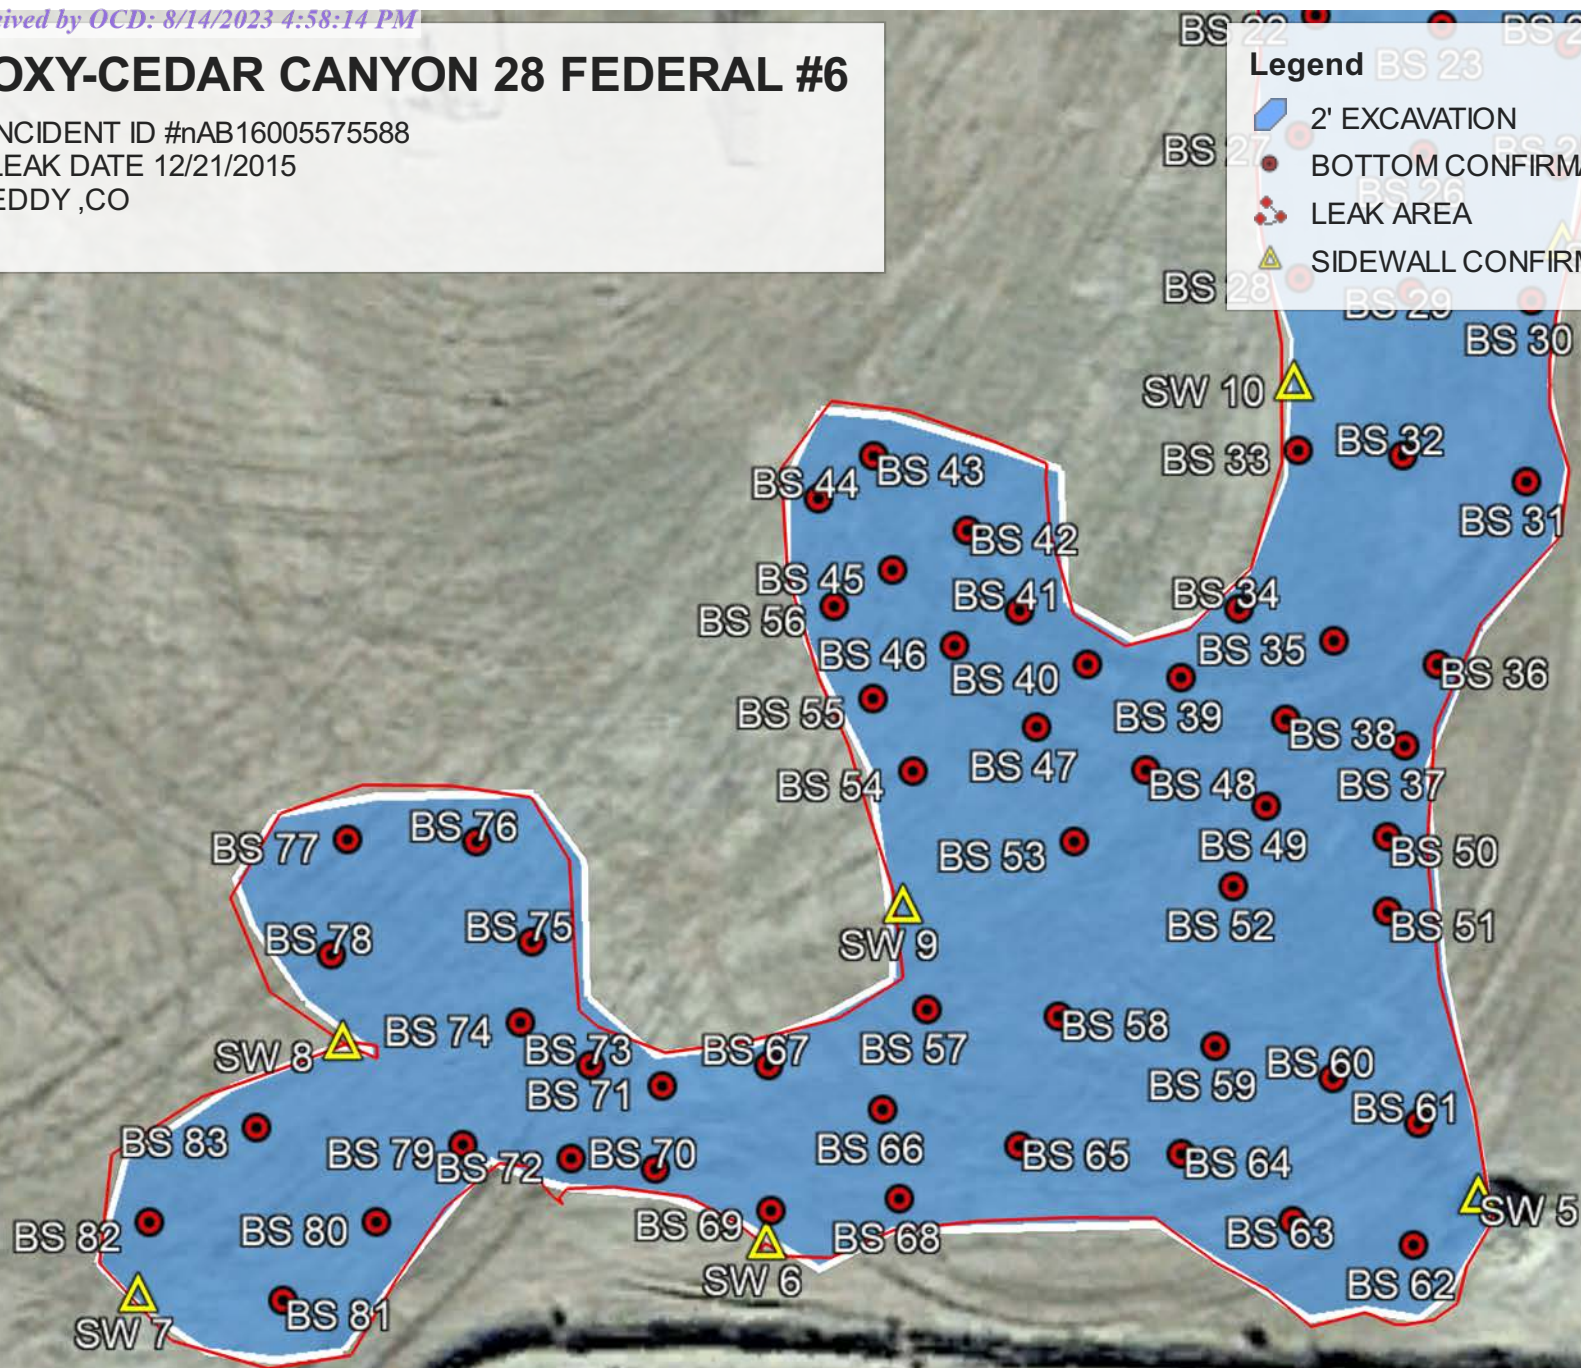 ived by OCD: 8/14/2023 4:58:14 PM
OXY-CEDAR CANYON 28 FEDERAL #6
NCIDENT ID #nAB16005575588
LEAK DATE 12/21/2015
EDDY ,CO
Legend
2' EXCAVATION
BOTTOM CONFIRMA
LEAK AREA
SIDEWALL CONFIRM
BS 22
BS 23
BS 2
BS 27
BS 26
BS 2
BS 28
BS 29
BS 30
SW 10
BS 33
BS 32
BS 31
BS 43
BS 44
BS 42
BS 45
BS 41
BS 34
BS 56
BS 46
BS 40
BS 35
BS 36
BS 55
BS 39
BS 38
BS 54
BS 47
BS 48
BS 37
BS 77
BS 76
BS 53
BS 49
BS 50
BS 78
BS 75
SW 9
BS 52
BS 51
SW 8
BS 74
BS 73
BS 67
BS 57
BS 58
BS 60
BS 71
BS 59
BS 61
BS 83
BS 79
BS 72
BS 70
BS 66
BS 65
BS 64
BS 82
BS 80
BS 69
BS 68
BS 63
SW 5
SW 6
BS 62
SW 7
BS 81